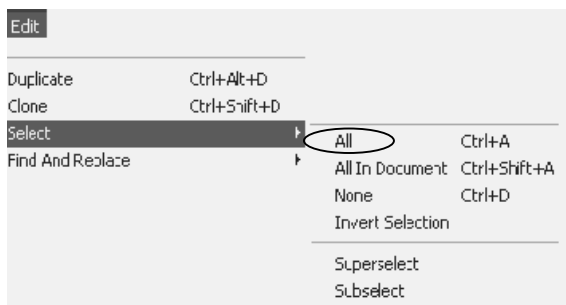 Edit
Duplicate Ctrl+Alt+D
Clone Ctrl+Shift+D
Select
All Ctrl+A
Find And Replace
All In Document Ctrl+Shift+A
None Ctrl+D
Invert Selection
Superselect
Subselect